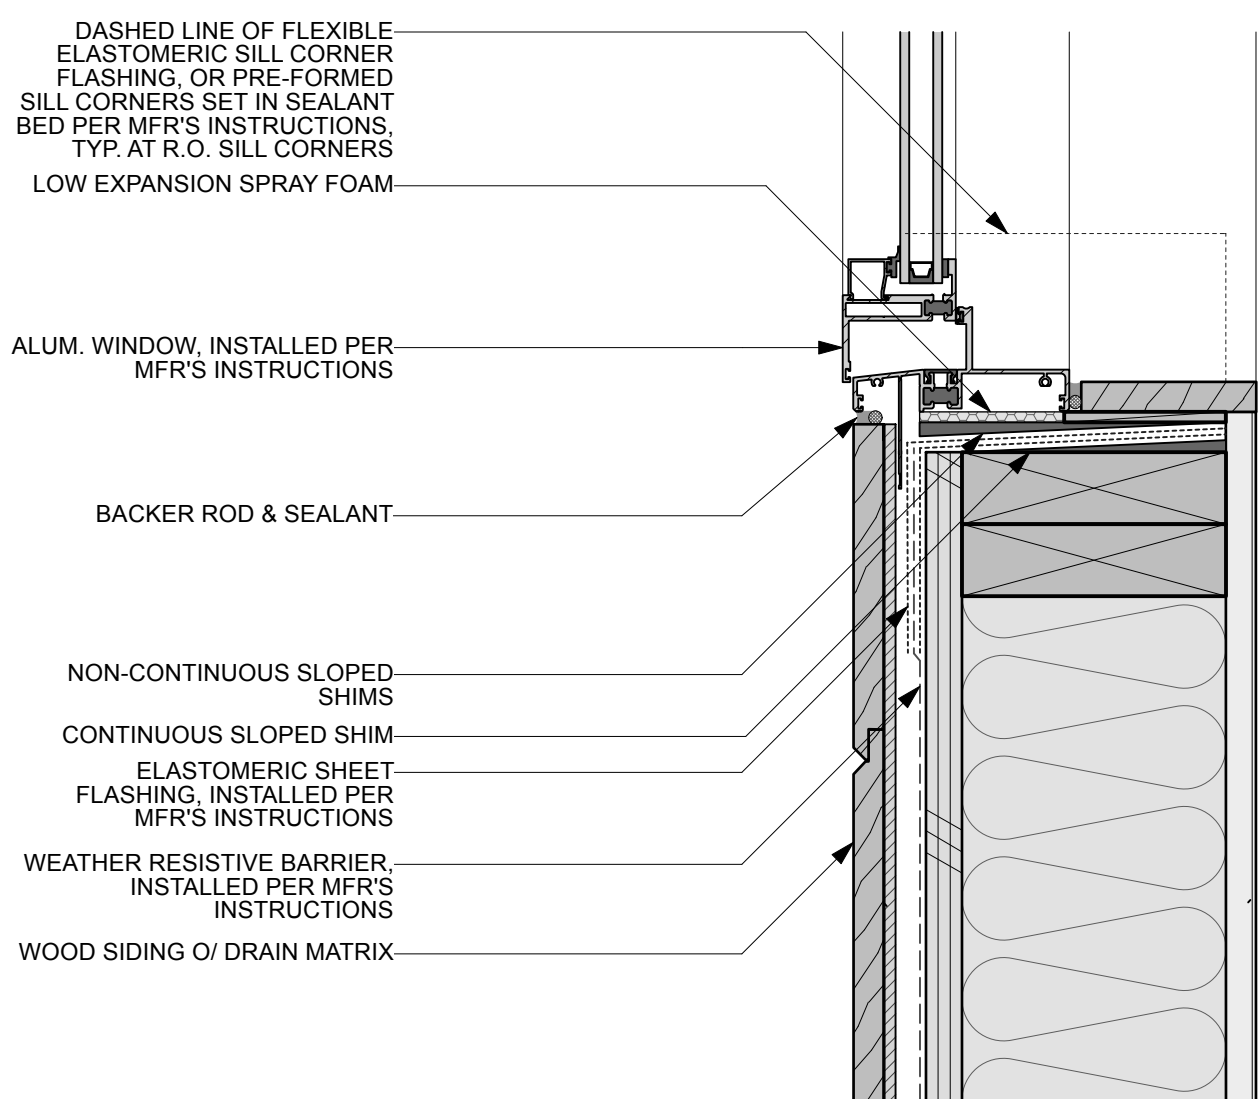 DASHED LINE OF FLEXIBLE
ELASTOMERIC SILL CORNER
FLASHING, OR PRE-FORMED
SILL CORNERS SET IN SEALANT
BED PER MFR'S INSTRUCTIONS,
TYP. AT R.O. SILL CORNERS
LOW EXPANSION SPRAY FOAM
ALUM. WINDOW, INSTALLED PER
MFR'S INSTRUCTIONS
BACKER ROD & SEALANT
NON-CONTINUOUS SLOPED
SHIMS
CONTINUOUS SLOPED SHIM
ELASTOMERIC SHEET
FLASHING, INSTALLED PER
MFR'S INSTRUCTIONS
WEATHER RESISTIVE BARRIER,
INSTALLED PER MFR'S
INSTRUCTIONS
WOOD SIDING O/ DRAIN MATRIX